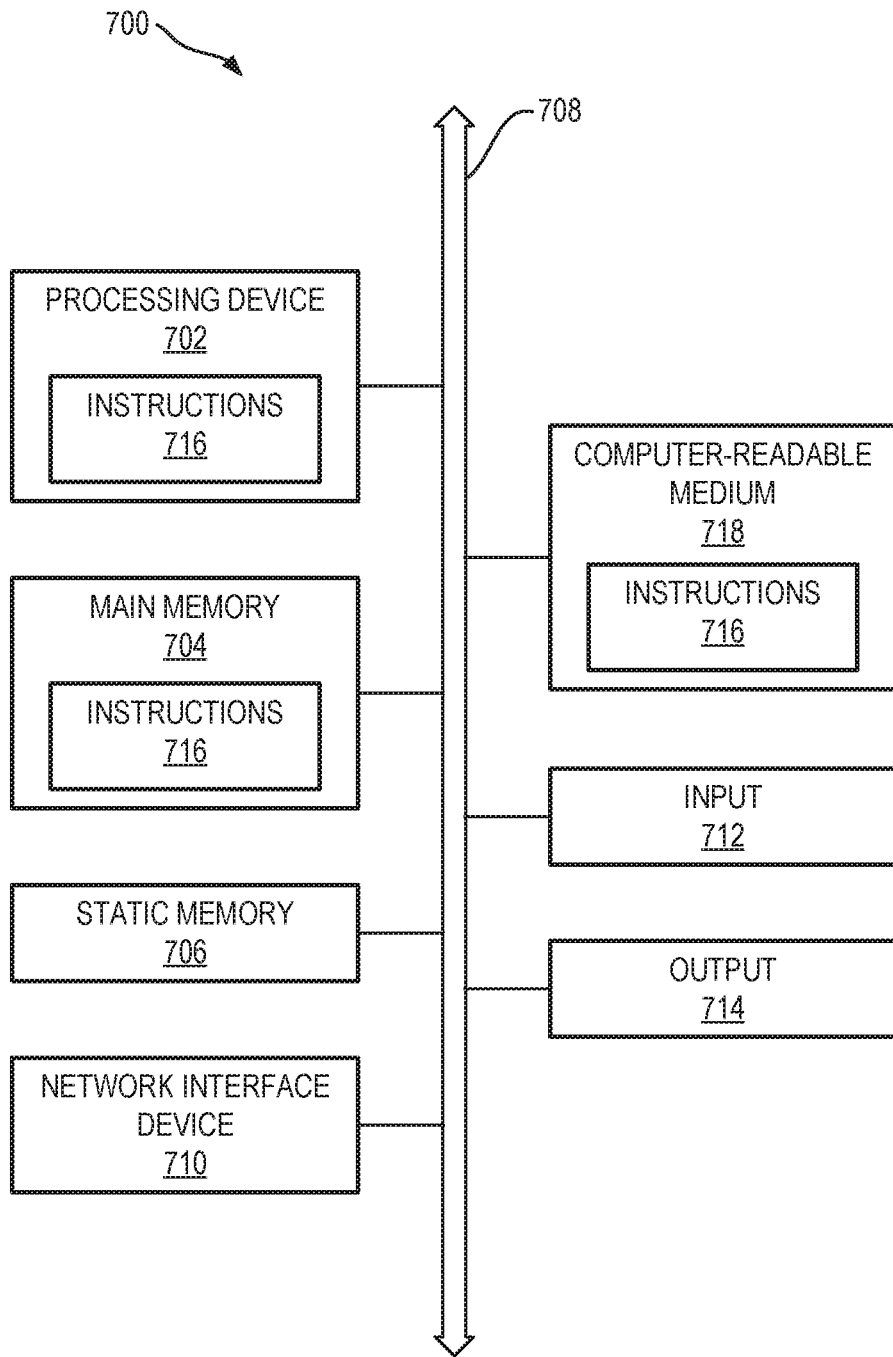 700
708
PROCESSING DEVICE
702
INSTRUCTIONS
716
MAIN MEMORY
704
INSTRUCTIONS
716
STATIC MEMORY
706
NETWORK INTERFACE
DEVICE
710
COMPUTER-READABLE
MEDIUM
718
INSTRUCTIONS
716
INPUT
712
OUTPUT
714